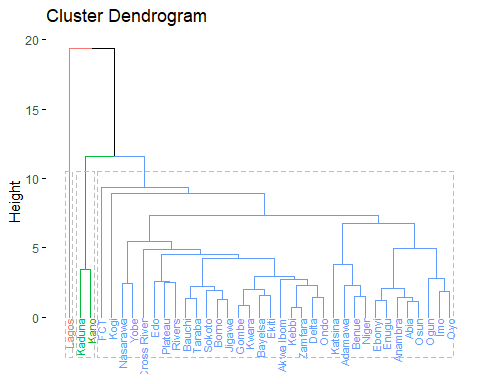 Cluster Dendrogram
20
15
10
5
0
Height
Lagos
Kaduna
Kano
FCT
Kogi
Nasarawa
Yobe
Cross River
Edo
Plateau
Rivers
Bauchi
Taraba
Sokoto
Borno
Jigawa
Gombe
Kwara
Bayelsa
Ekiti
Akwa Ibom
Kebbi
Zamfara
Delta
Ondo
Katsina
Adamawa
Benue
Niger
Ebonyi
Enugu
Anambra
Abia
Osun
Ogun
Imo
Oyo